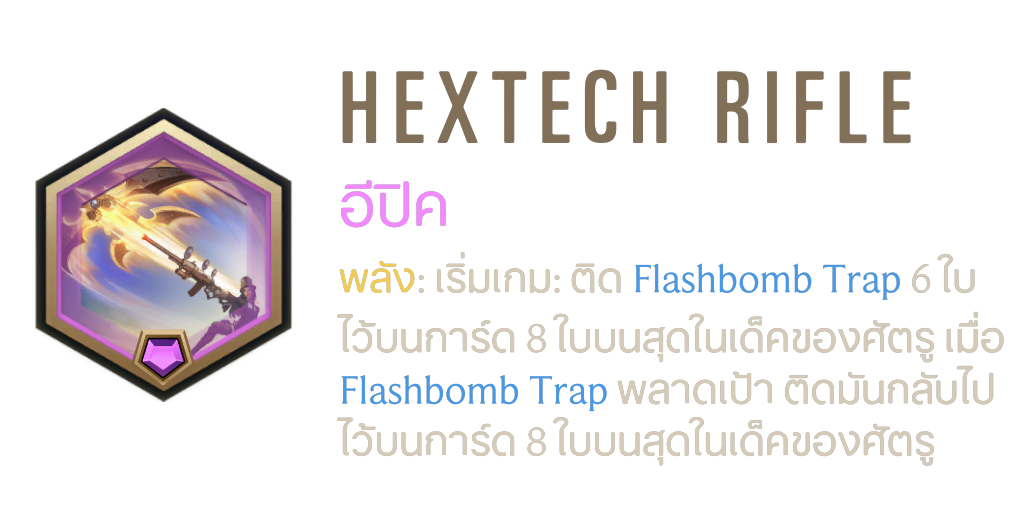 HEXTECH RIFLE
อีปิค
พลัง: เริ่มเกม: ติด Flashbomb Trap 6 ใบ
ไว้บนการ์ด 8 ใบบนสุดในเด็คของศัตรู เมื่อ
Flashbomb Trap พลาดเป้า ติดมันกลับไป
ไว้บนการ์ด 8 ใบบนสุดในเด็คของศัตรู